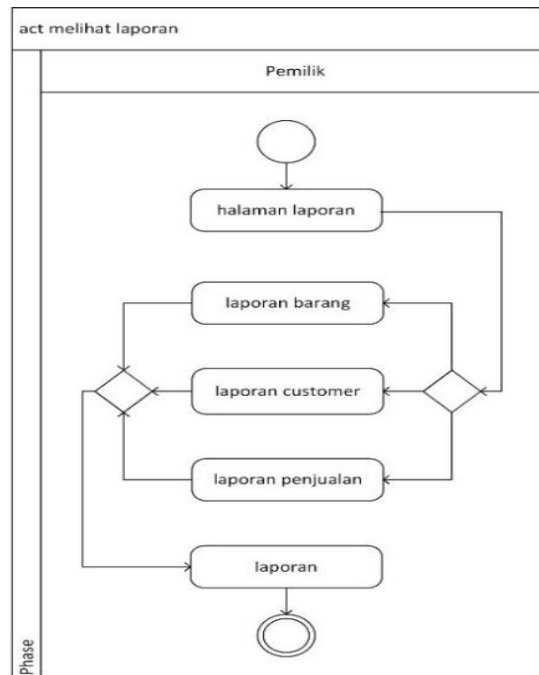 act melihat laporan
Pemilik
halaman laporan
laporan barang
laporan customer
laporan penjualan
laporan
Phase